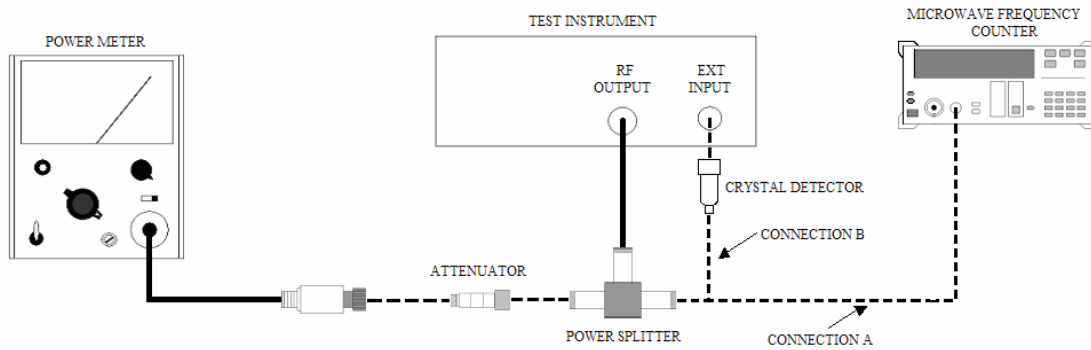 TEST INSTRUMENT
MICROWAVE FREQUENCY
COUNTER
POWER METER
RF
OUTPUT
EXT
INPUT
CRYSTAL DETECTOR
CONNECTION B
ATTENUATOR
POWER SPLITTER
CONNECTION A